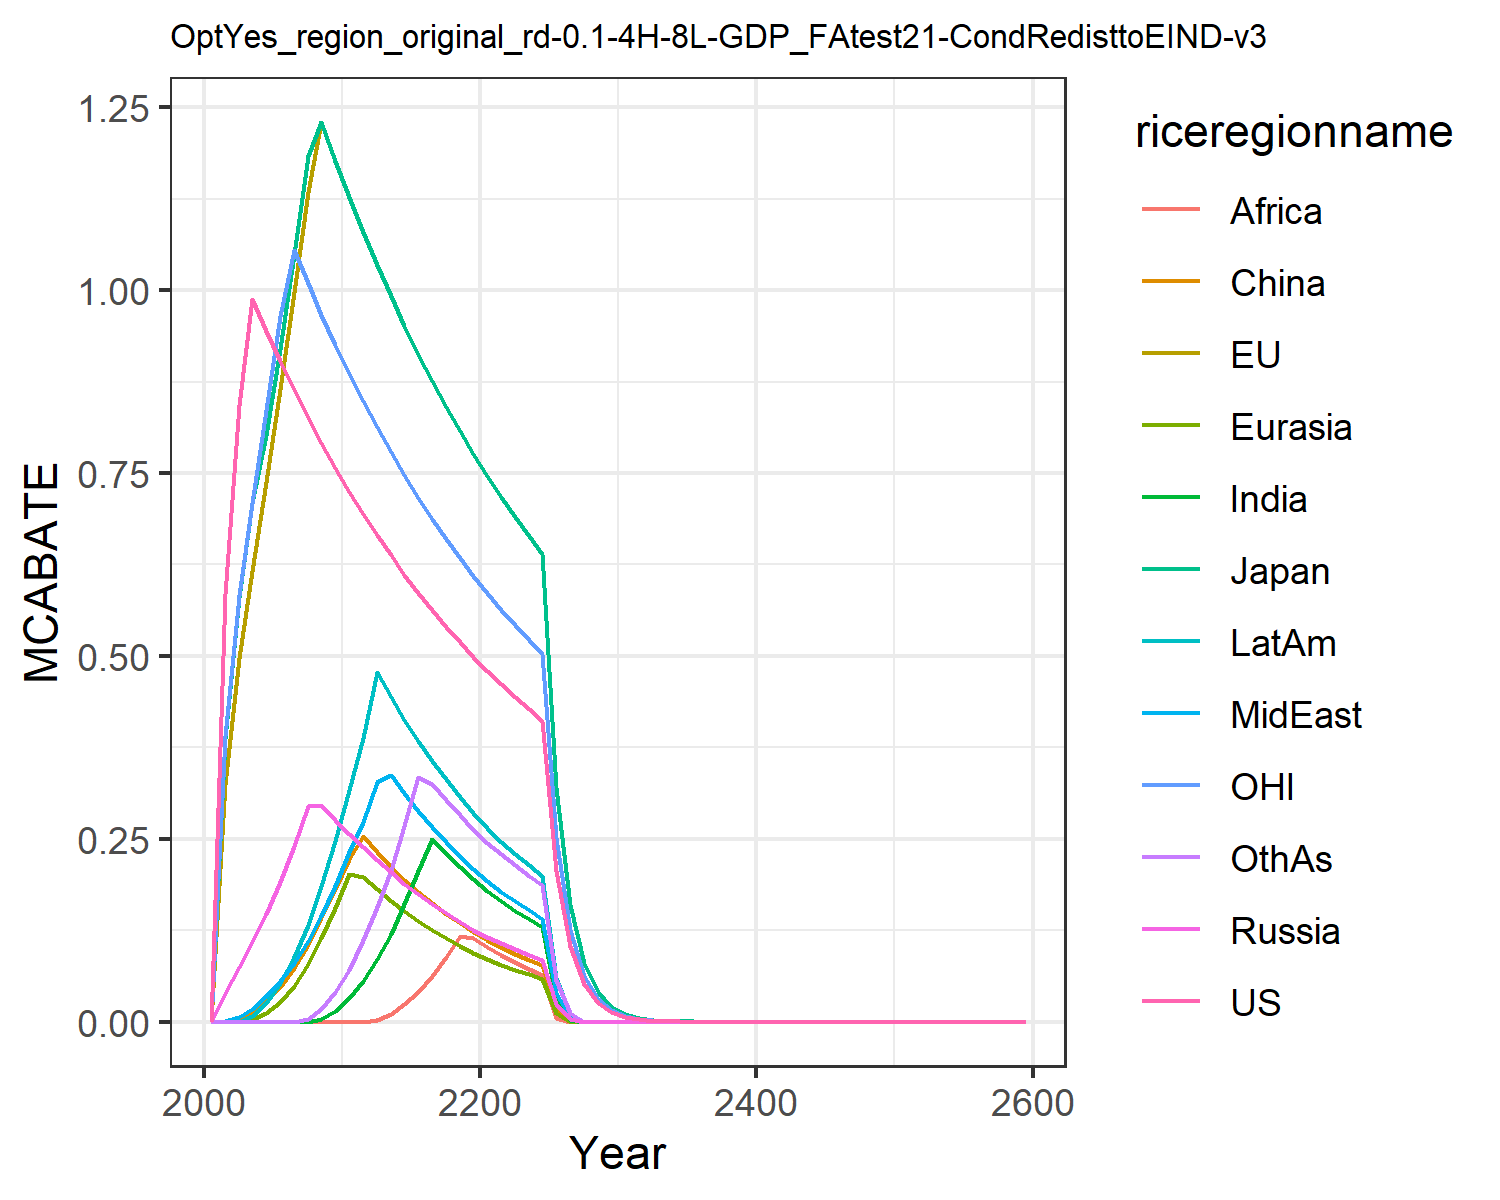 OptYes_region_original_rd-0.1-4H-8L-GDP_FAtest21-CondRedisttoEIND-v3
1.25
1.00
0.75
0.50
0.25
0.00
MCABATE
2000
2200
2400
2600
Year
riceregionname
Africa
China
EU
Eurasia
India
Japan
LatAm
MidEast
OHI
OthAs
Russia
US